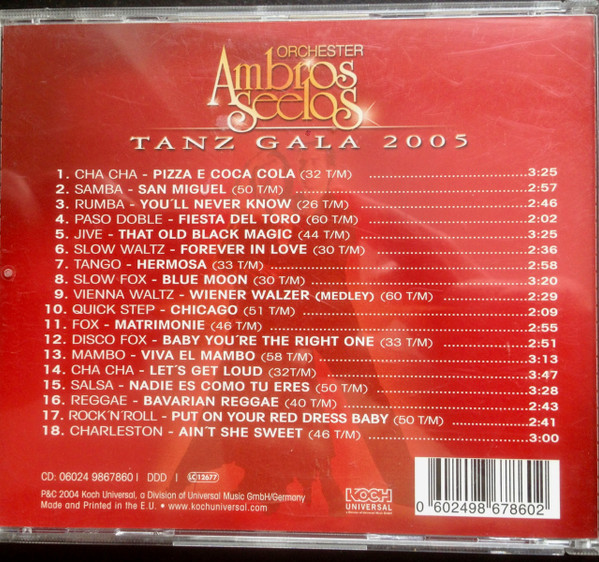 ORCHESTER
Ambros
Seelos
TANZ GALA 2005
1. CHA CHA - PIZZA E COCA COLA (32 T/M) 3:25
2. SAMBA - SAN MIGUEL (50 T/M) 2:57
3. RUMBA - YOU´LL NEVER KNOW (26 T/M) 2:46
4. PASO DOBLE - FIESTA DEL TORO (60 T/M) 2:02
5. JIVE - THAT OLD BLACK MAGIC (44 T/M) 3:25
6. SLOW WALTZ - FOREVER IN LOVE (30 T/M) 2:36
7. TANGO - HERMOSA (33 T/M) 2:58
8. SLOW FOX - BLUE MOON (30 T/M) 3:20
9. VIENNA WALTZ - WIENER WALZER (MEDLEY) (60 T/M) 2:29
10. QUICK STEP - CHICAGO (51 T/M) 2:09
11. FOX - MATRIMONIE (46 T/M) 2:55
12. DISCO FOX - BABY YOU´RE THE RIGHT ONE (33 T/M) 2:51
13. MAMBO - VIVA EL MAMBO (58 T/M) 3:13
14. CHA CHA - LET´S GET LOUD (32T/M) 3:47
15. SALSA - NADIE ES COMO TU ERES (50 T/M) 3:28
16. REGGAE - BAVARIAN REGGAE (40 T/M) 2:43
17. ROCK´N´ROLL - PUT ON YOUR RED DRESS BABY (50 T/M) 2:41
18. CHARLESTON - AIN´T SHE SWEET (46 T/M) 3:00
CD: 06024 9867860 | DDD | LC12677
P&C 2004 Koch Universal, a Division of Universal Music GmbH/Germany
Made and Printed in the E.U. • www.kochuniversal.com
KOCH
UNIVERSAL
a Division of Universal Music GmbH
0 602498 678602